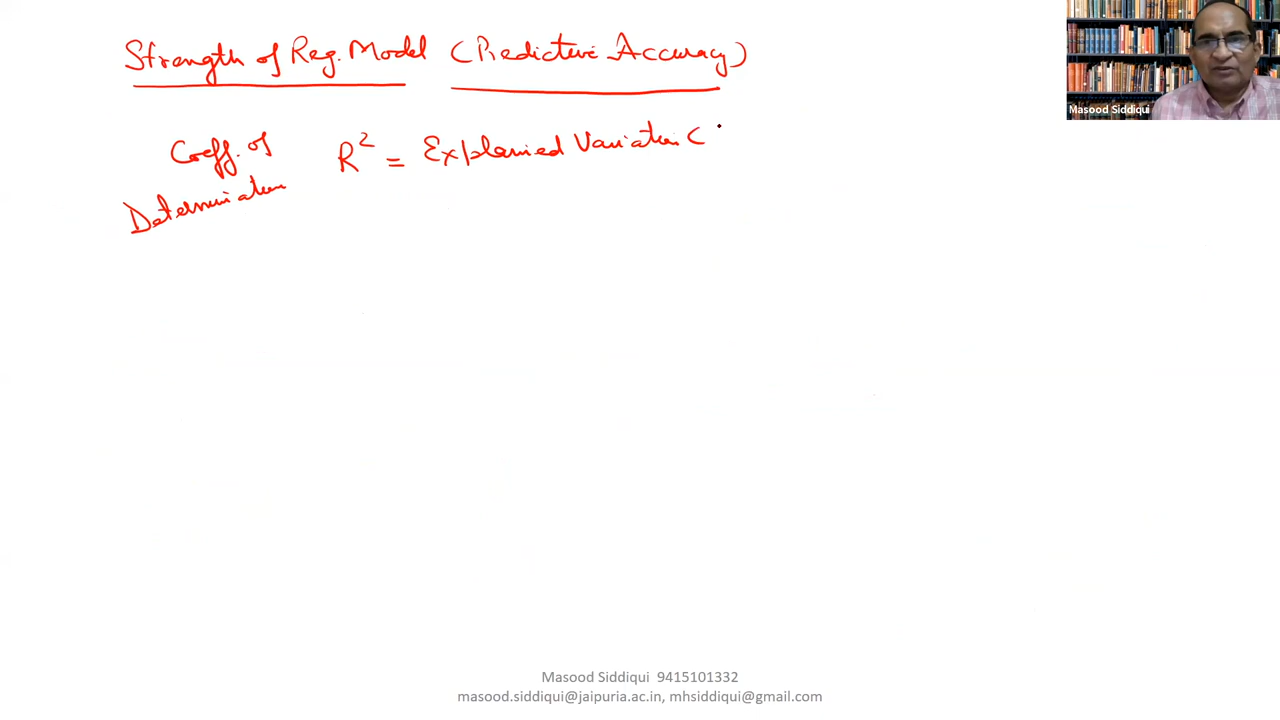 Strength of Reg. Model (Predictive Accuracy)
Coeff. of
Determination
R² = Explained Variation (
Masood Siddiqui
Masood Siddiqui 9415101332
masood.siddiqui@jaipuria.ac.in, mhsiddiqui@gmail.com